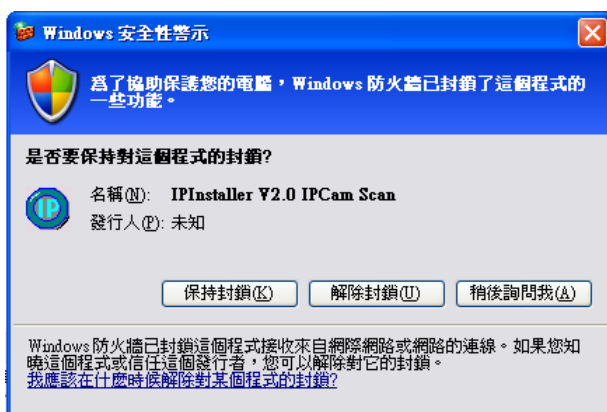 Windows 安全性警示
為了協助保護您的電腦，Windows 防火牆已封鎖了這個程式的
一些功能。
是否要保持對這個程式的封鎖?
名稱(N): IPInstaller V2.0 IPCam Scan
發行人(P): 未知
保持封鎖(K) 解除封鎖(U) 稍後詢問我(A)
Windows 防火牆已封鎖這個程式接收來自網際網路或網路的連線。如果您知
曉這個程式或信任這個發行者，您可以解除對它的封鎖。
我應該在什麼時候解除對某個程式的封鎖?